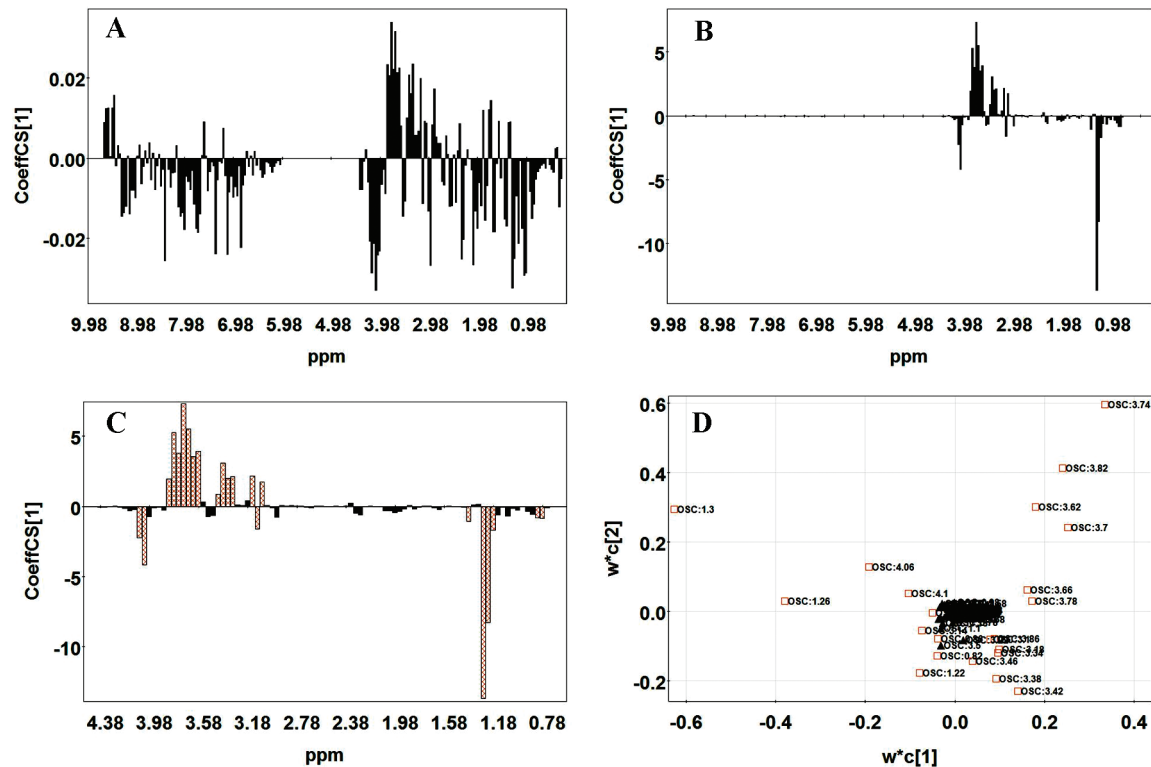 A
0.02
0.00
-0.02
CoeffCS[1]
9.98 8.98 7.98 6.98 5.98 4.98 3.98 2.98 1.98 0.98
ppm
B
5
0
-5
-10
CoeffCS[1]
9.98 8.98 7.98 6.98 5.98 4.98 3.98 2.98 1.98 0.98
ppm
C
5
0
-5
-10
CoeffCS[1]
4.38 3.98 3.58 3.18 2.78 2.38 1.98 1.58 1.18 0.78
ppm
D
0.6
0.4
0.2
0.0
-0.2
w*c[2]
OSC:3.74
OSC:3.82
OSC:3.62
OSC:1.3
OSC:3.7
OSC:4.06
OSC:3.66
OSC:4.1
OSC:1.26
OSC:3.78
OSC:3.5
OSC:0.82
OSC:3.34
OSC:3.46
OSC:1.22
OSC:3.38
OSC:3.42
-0.6 -0.4 -0.2 0.0 0.2 0.4
w*c[1]